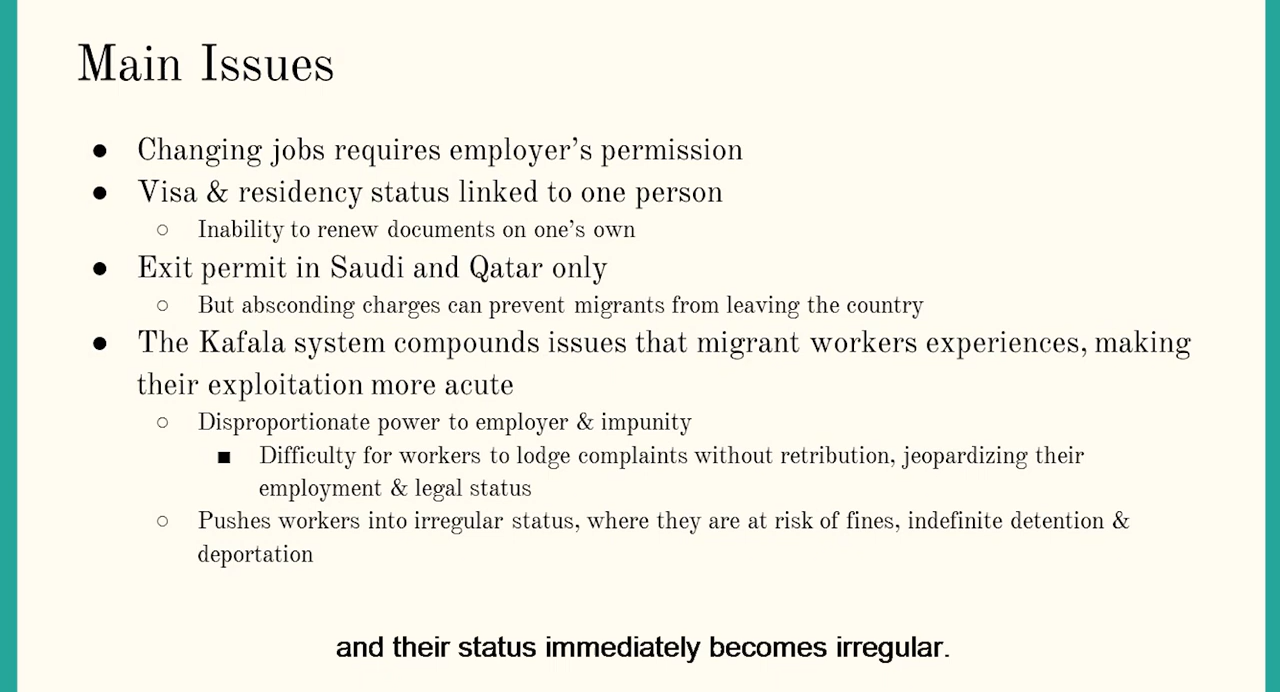 Main Issues
● Changing jobs requires employer’s permission
● Visa & residency status linked to one person
○ Inability to renew documents on one’s own
● Exit permit in Saudi and Qatar only
○ But absconding charges can prevent migrants from leaving the country
● The Kafala system compounds issues that migrant workers experiences, making
their exploitation more acute
○ Disproportionate power to employer & impunity
■ Difficulty for workers to lodge complaints without retribution, jeopardizing their
employment & legal status
○ Pushes workers into irregular status, where they are at risk of fines, indefinite detention &
deportation
and their status immediately becomes irregular.